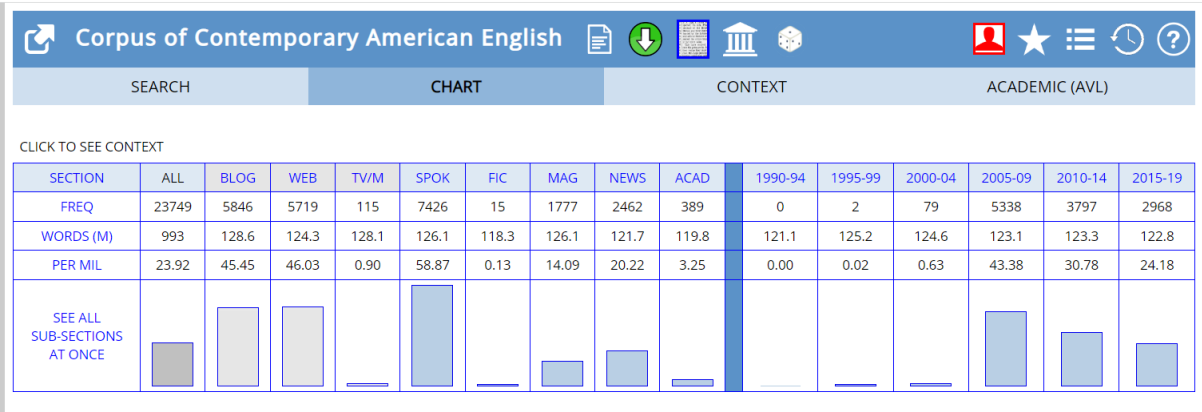 Corpus of Contemporary American English
SEARCH CHART CONTEXT ACADEMIC (AVL)
CLICK TO SEE CONTEXT
SECTION ALL BLOG WEB TV/M SPOK FIC MAG NEWS ACAD 1990-94 1995-99 2000-04 2005-09 2010-14 2015-19
FREQ 23749 5846 5719 115 7426 15 1777 2462 389 0 2 79 5338 3797 2968
WORDS (M) 993 128.6 124.3 128.1 126.1 118.3 126.1 121.7 119.8 121.1 125.2 124.6 123.1 123.3 122.8
PER MIL 23.92 45.45 46.03 0.90 58.87 0.13 14.09 20.22 3.25 0.00 0.02 0.63 43.38 30.78 24.18
SEE ALL
SUB-SECTIONS
AT ONCE